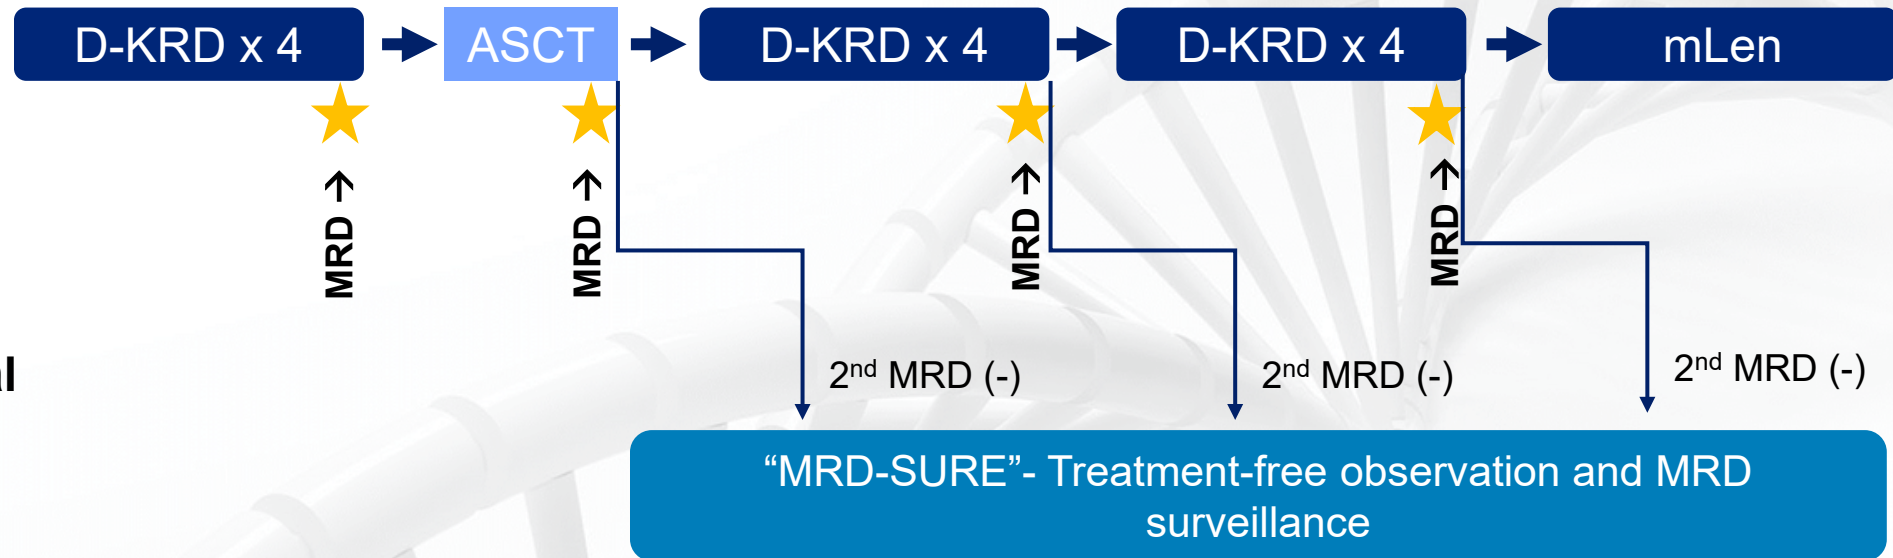 D-KRD x 4
ASCT
D-KRD x 4
D-KRD x 4
mLen
MRD →
MRD →
MRD →
MRD →
2nd MRD (-)
2nd MRD (-)
2nd MRD (-)
“MRD-SURE”- Treatment-free observation and MRD
surveillance